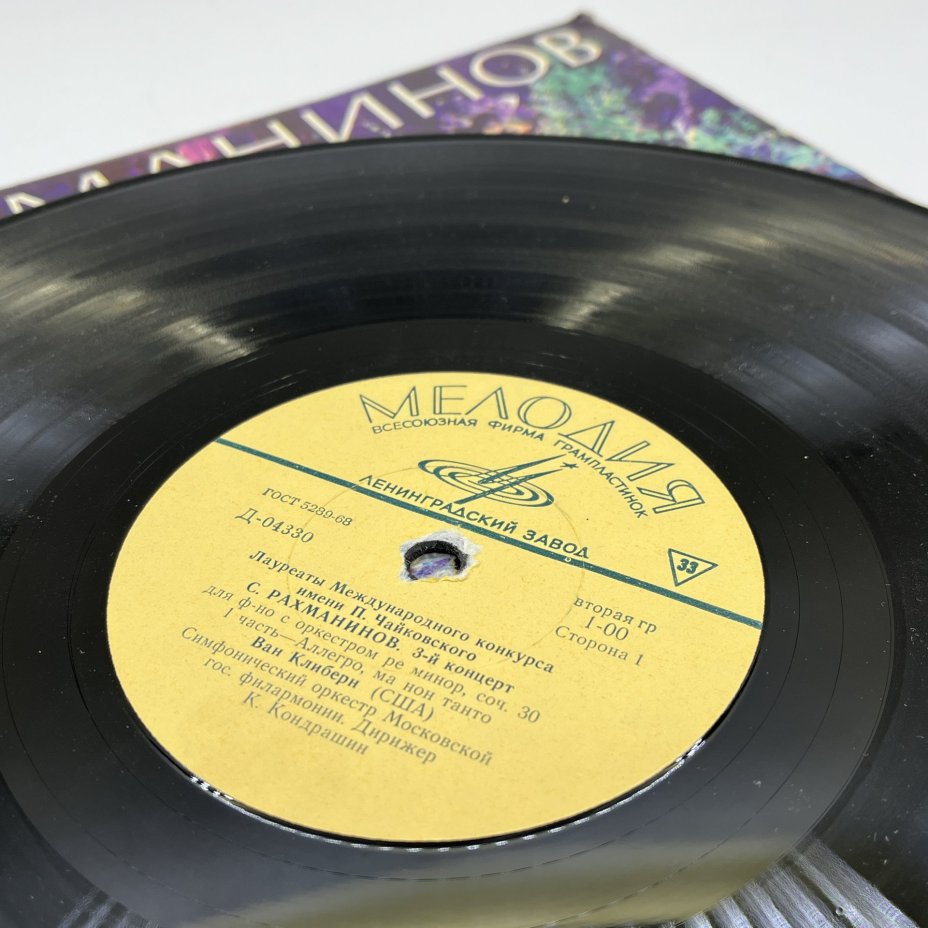 МАНИНОВ
МЕЛОДИЯ
ВСЕСОЮЗНАЯ ФИРМА ГРАМПЛАСТИНОК
ЛЕНИНГРАДСКИЙ ЗАВОД
33
ГОСТ 5289-68
Д-04330
вторая гр
1-00
Сторона 1
Лауреаты Международного конкурса
имени П. Чайковского
С. РАХМАНИНОВ. 3-й концерт
для ф-но с оркестром ре минор, соч. 30
1 часть—Аллегро, ма нон танто
Ван Клиберн (США)
Симфонический оркестр Московской
гос. филармонии. Дирижер
К. Кондрашин